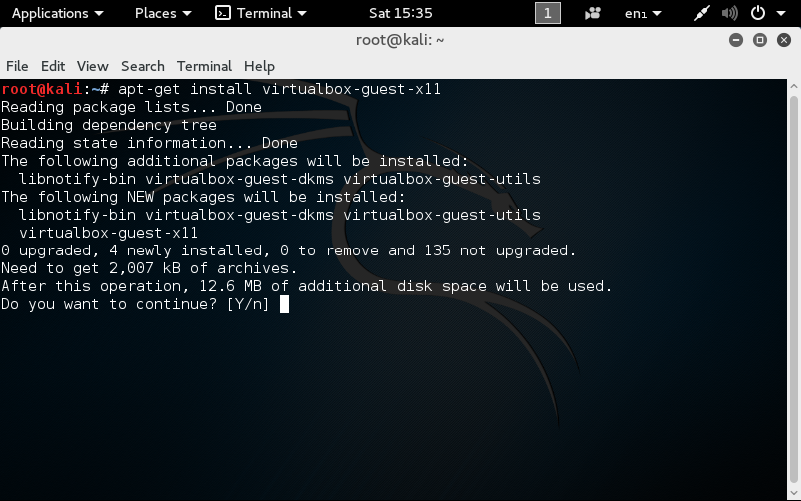 Applications Places Terminal Sat 15:35 1 en₁
root@kali: ~
File Edit View Search Terminal Help
root@kali:~# apt-get install virtualbox-guest-x11
Reading package lists... Done
Building dependency tree
Reading state information... Done
The following additional packages will be installed:
  libnotify-bin virtualbox-guest-dkms virtualbox-guest-utils
The following NEW packages will be installed:
  libnotify-bin virtualbox-guest-dkms virtualbox-guest-utils
  virtualbox-guest-x11
0 upgraded, 4 newly installed, 0 to remove and 135 not upgraded.
Need to get 2,007 kB of archives.
After this operation, 12.6 MB of additional disk space will be used.
Do you want to continue? [Y/n]